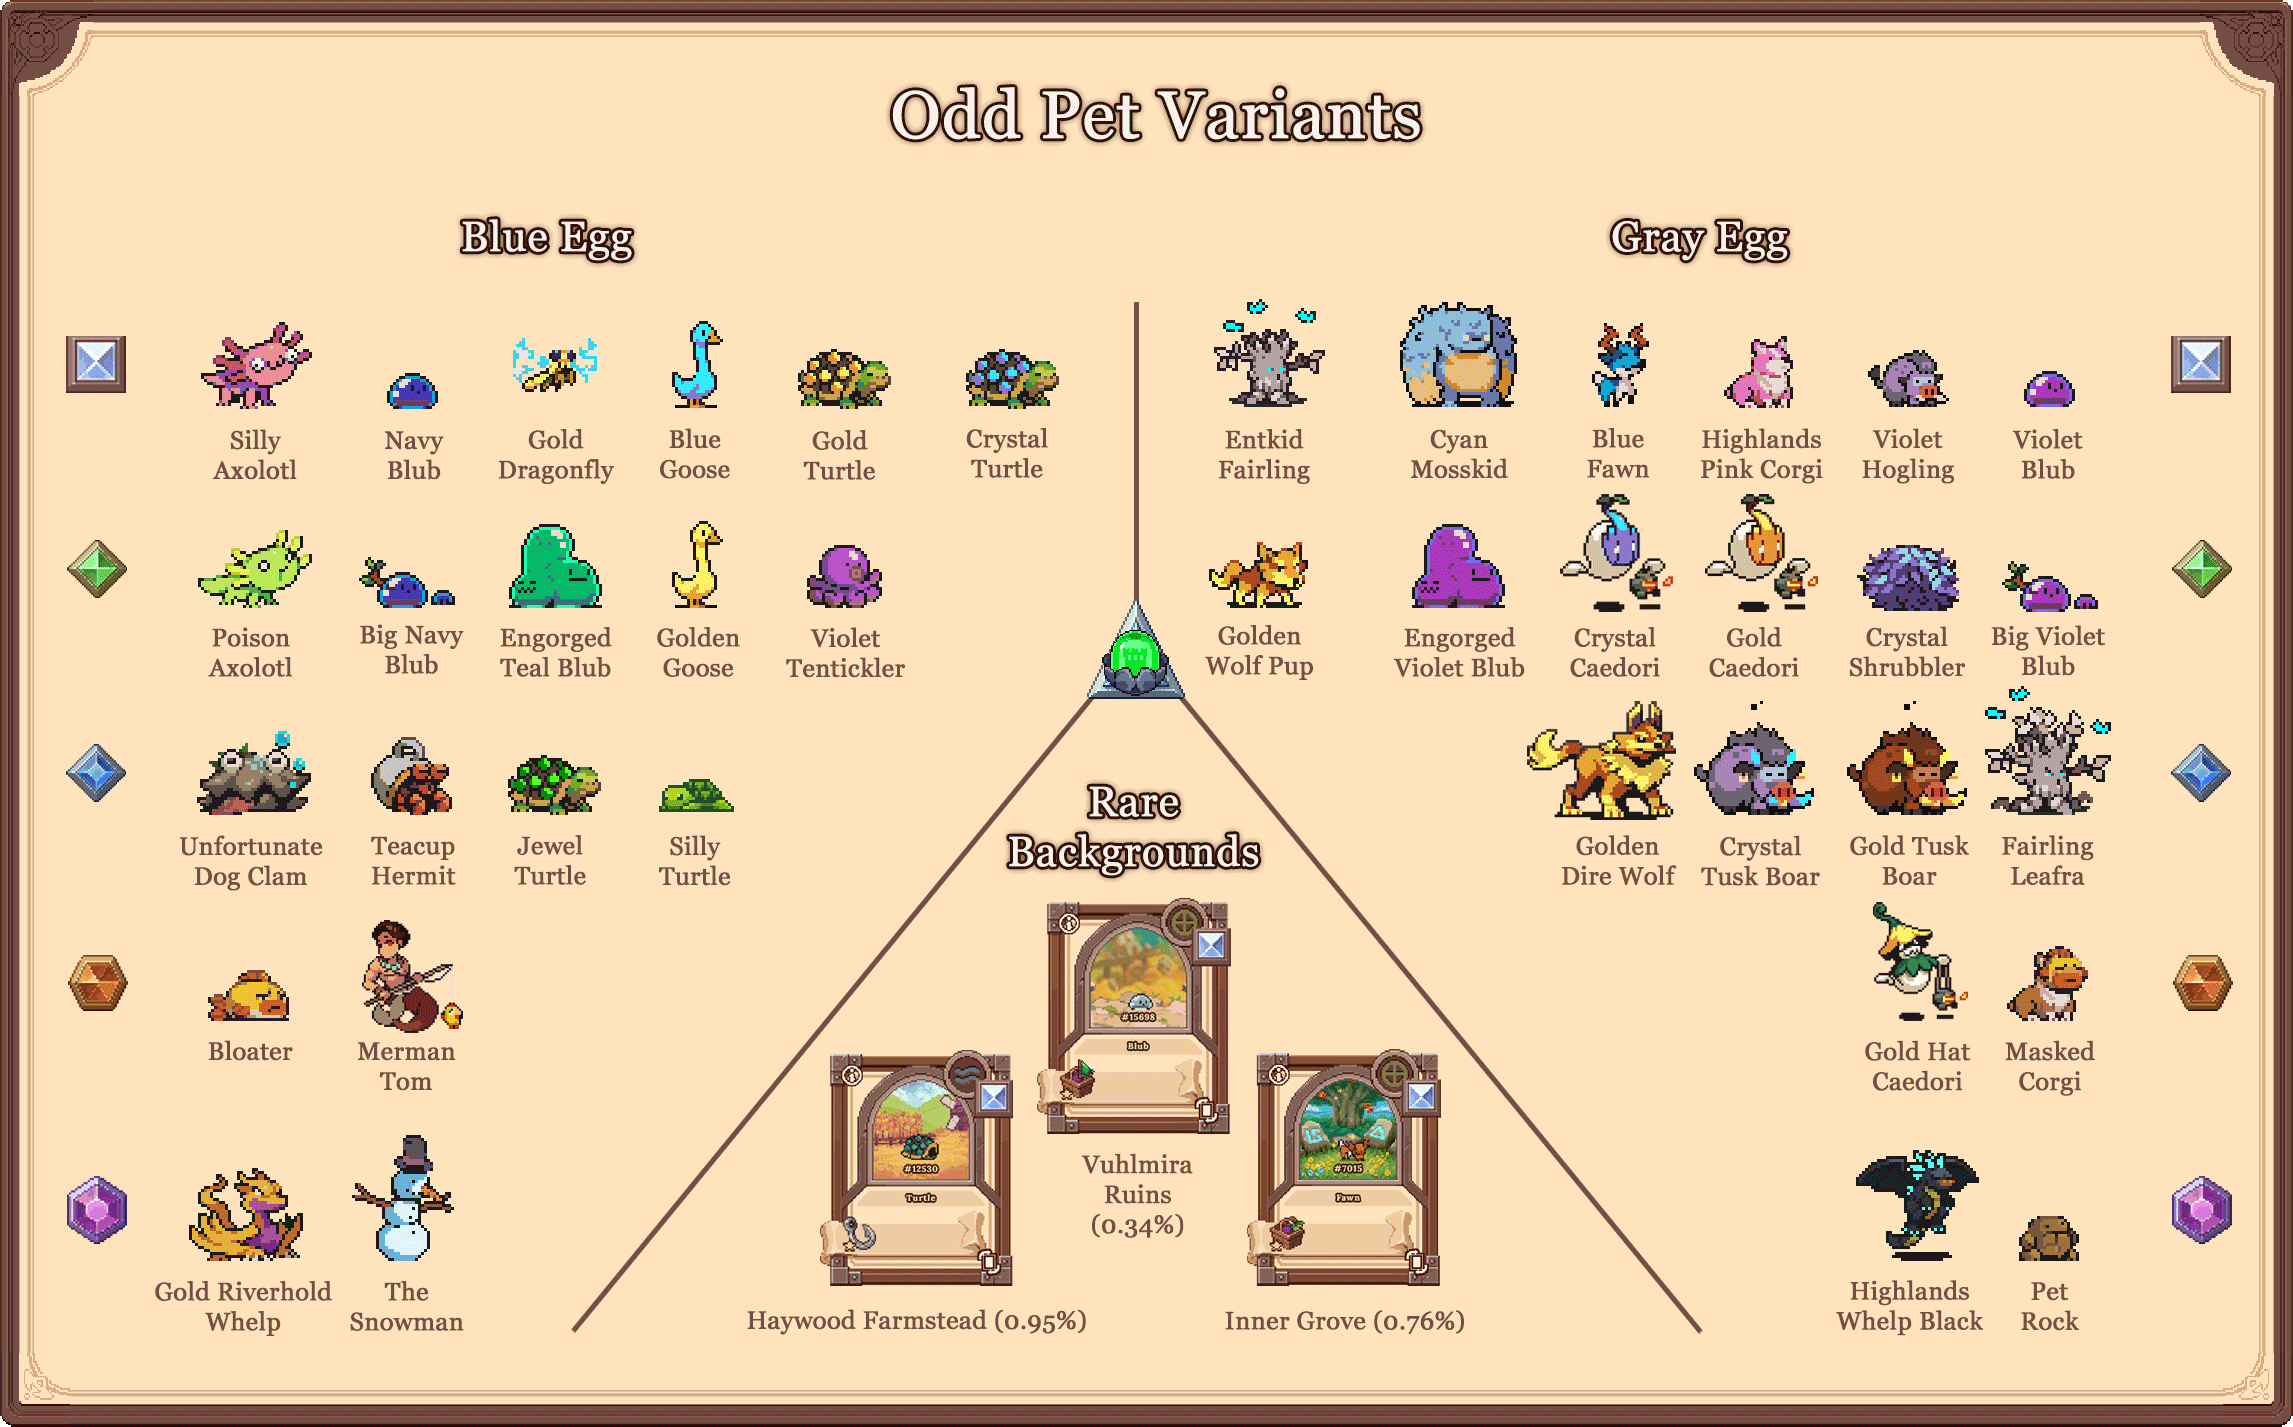 Odd Pet Variants
Blue Egg
Silly
Axolotl
Navy
Blub
Gold
Dragonfly
Blue
Goose
Gold
Turtle
Crystal
Turtle
Poison
Axolotl
Big Navy
Blub
Engorged
Teal Blub
Golden
Goose
Violet
Tentickler
Unfortunate
Dog Clam
Teacup
Hermit
Jewel
Turtle
Silly
Turtle
Bloater
Merman
Tom
Gold Riverhold
Whelp
The
Snowman
Gray Egg
Entkid
Fairling
Cyan
Mosskid
Blue
Fawn
Highlands
Pink Corgi
Violet
Hogling
Violet
Blub
Golden
Wolf Pup
Engorged
Violet Blub
Crystal
Caedori
Gold
Caedori
Crystal
Shrubbler
Big Violet
Blub
Golden
Dire Wolf
Crystal
Tusk Boar
Gold Tusk
Boar
Fairling
Leafra
Gold Hat
Caedori
Masked
Corgi
Highlands
Whelp Black
Pet
Rock
Rare
Backgrounds
#15698
Blub
Vuhlmira
Ruins
(0.34%)
#12530
Turtle
Haywood Farmstead (0.95%)
#7015
Fawn
Inner Grove (0.76%)